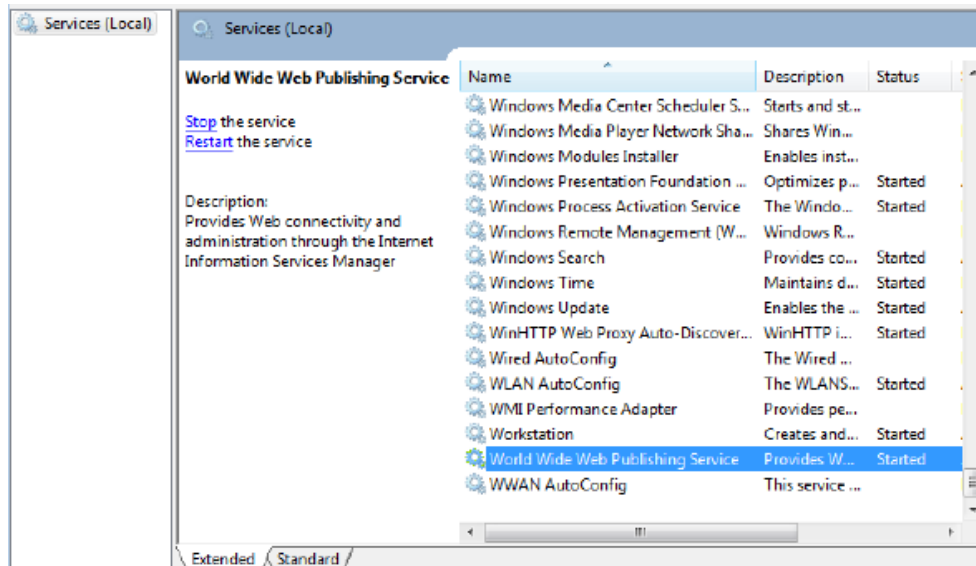 Services (Local)
Services (Local)
World Wide Web Publishing Service
Stop the service
Restart the service
Description:
Provides Web connectivity and
administration through the Internet
Information Services Manager
Name Description Status
Windows Media Center Scheduler S... Starts and st...
Windows Media Player Network Sha... Shares Win...
Windows Modules Installer Enables inst...
Windows Presentation Foundation ... Optimizes p... Started
Windows Process Activation Service The Windo... Started
Windows Remote Management (W... Windows R...
Windows Search Provides co... Started
Windows Time Maintains d... Started
Windows Update Enables the ... Started
WinHTTP Web Proxy Auto-Discover... WinHTTP i... Started
Wired AutoConfig The Wired ...
WLAN AutoConfig The WLANS... Started
WMI Performance Adapter Provides pe...
Workstation Creates and... Started
World Wide Web Publishing Service Provides W... Started
WWAN AutoConfig This service ...
Extended Standard